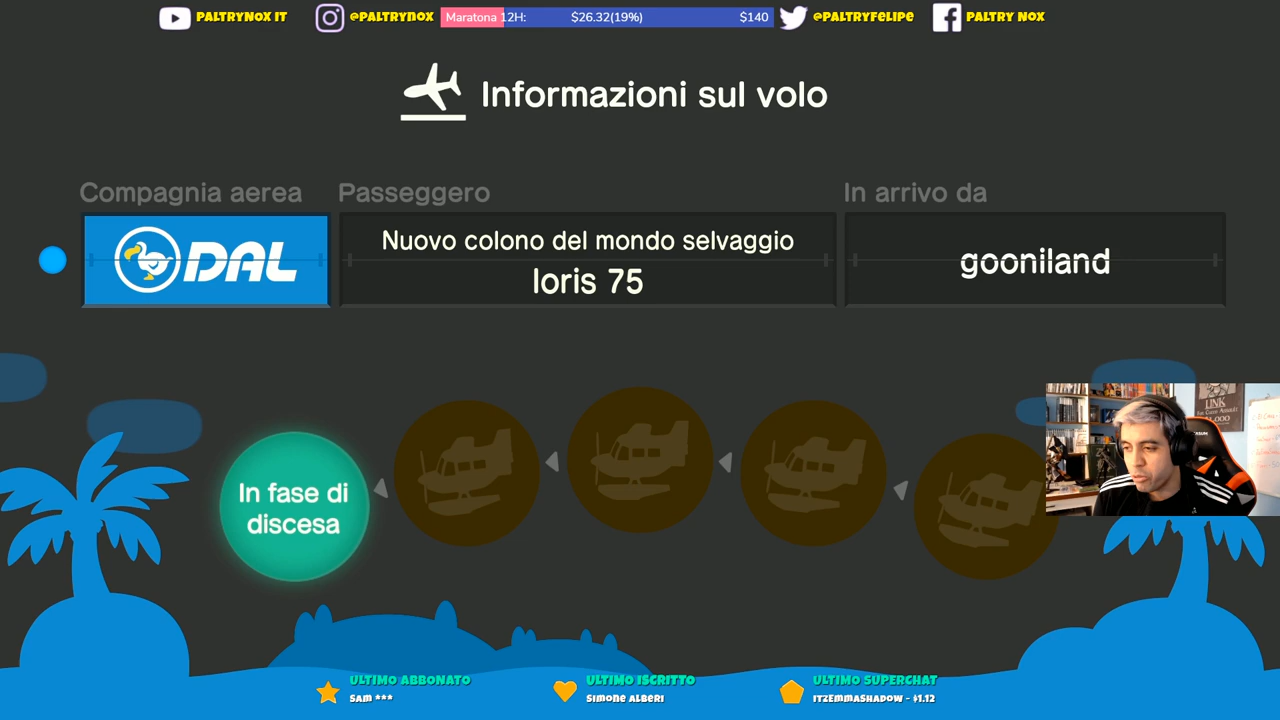 PALTRYNOX IT
@PALTRYNOX
Maratona 12H: $26.32(19%) $140
@PALTRYFELIPE
PALTRY NOX
Informazioni sul volo
Compagnia aerea
Passeggero
In arrivo da
DAL
Nuovo colono del mondo selvaggio
loris 75
gooniland
LINK
In fase di
discesa
ULTIMO ABBONATO
SAM ***
ULTIMO ISCRITTO
SIMONE ALBERI
ULTIMO SUPERCHAT
ITZEMMASHADOW - $1.12